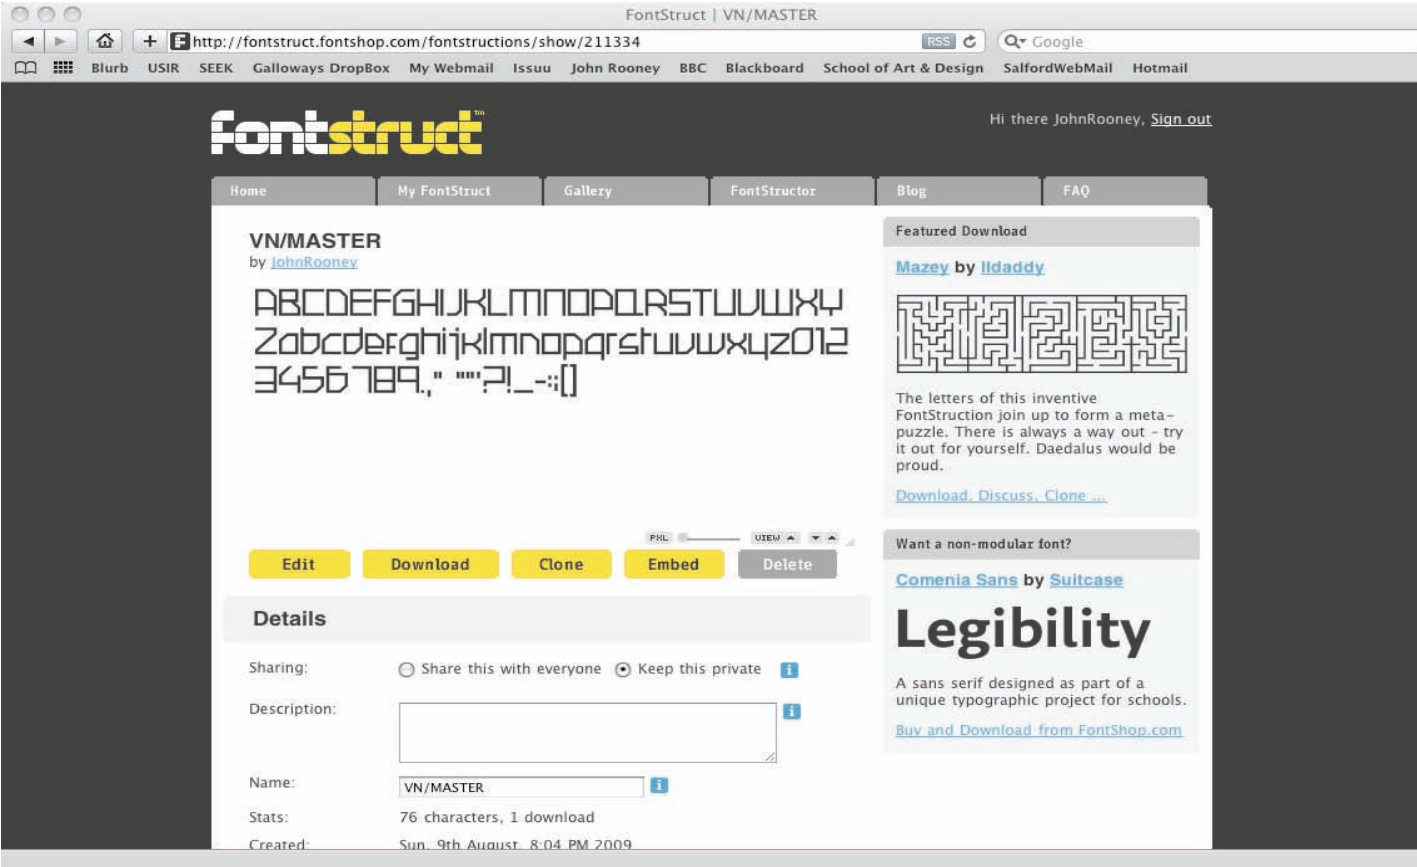 FontStruct | VN/MASTER
http://fontstruct.fontshop.com/fontstructions/show/211334
RSS
Google
Blurb USIR SEEK Galloways DropBox My Webmail Issuu John Rooney BBC Blackboard School of Art & Design SalfordWebMail Hotmail
fontstruct™
Hi there JohnRooney, Sign out
Home My FontStruct Gallery FontStructor Blog FAQ
VN/MASTER
by JohnRooney
ABCDEFGHIJKLMNOPQRSTUVWXY
Zabcdefghijklmnopqrstuvwxyz012
3456789.," ""'?!_-:;[]
PXL VIEW
Edit Download Clone Embed Delete
Details
Sharing: Share this with everyone Keep this private
Description:
Name: VN/MASTER
Stats: 76 characters, 1 download
Created: Sun, 9th August, 8:04 PM 2009
Featured Download
Mazey by lldaddy
The letters of this inventive
FontStruction join up to form a meta-
puzzle. There is always a way out - try
it out for yourself. Daedalus would be
proud.
Download, Discuss, Clone ...
Want a non-modular font?
Comenia Sans by Suitcase
Legibility
A sans serif designed as part of a
unique typographic project for schools.
Buy and Download from FontShop.com